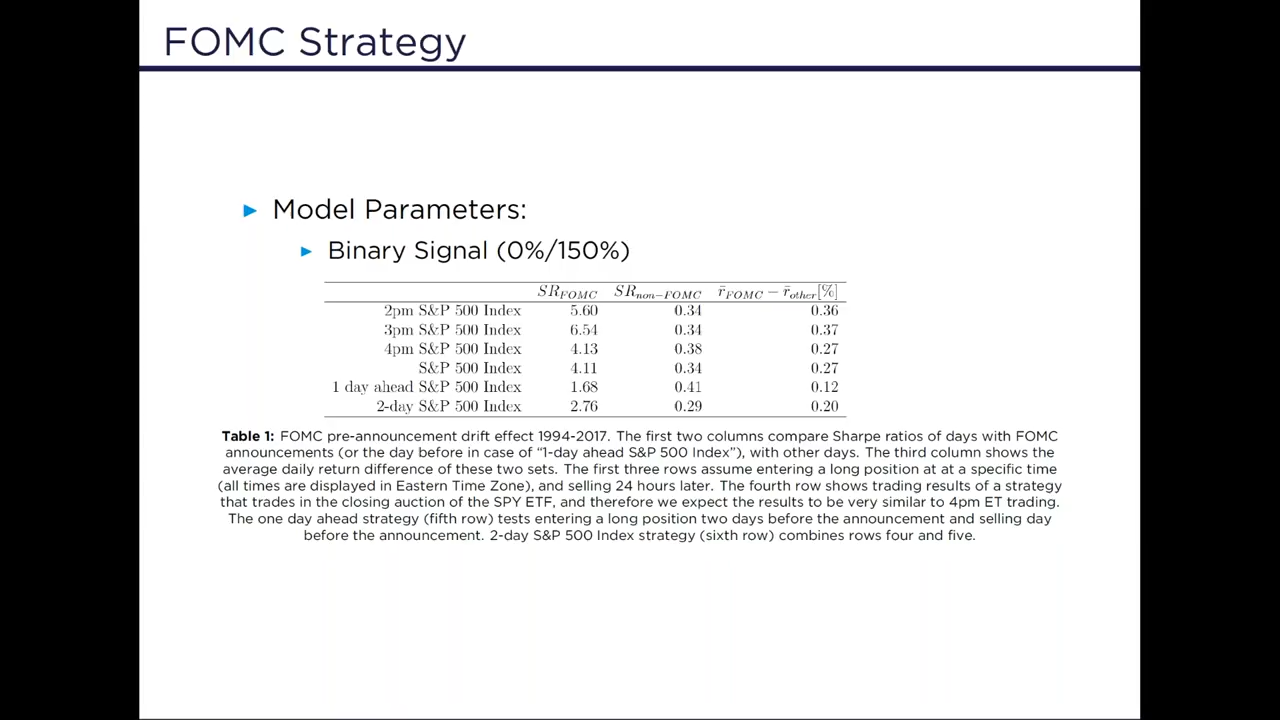 FOMC Strategy
Model Parameters:
Binary Signal (0%/150%)
SR_FOMC SR_non−FOMC r̄_FOMC − r̄_other[%]
2pm S&P 500 Index 5.60 0.34 0.36
3pm S&P 500 Index 6.54 0.34 0.37
4pm S&P 500 Index 4.13 0.38 0.27
S&P 500 Index 4.11 0.34 0.27
1 day ahead S&P 500 Index 1.68 0.41 0.12
2-day S&P 500 Index 2.76 0.29 0.20
Table 1: FOMC pre-announcement drift effect 1994-2017. The first two columns compare Sharpe ratios of days with FOMC
announcements (or the day before in case of “1-day ahead S&P 500 Index”), with other days. The third column shows the
average daily return difference of these two sets. The first three rows assume entering a long position at at a specific time
(all times are displayed in Eastern Time Zone), and selling 24 hours later. The fourth row shows trading results of a strategy
that trades in the closing auction of the SPY ETF, and therefore we expect the results to be very similar to 4pm ET trading.
The one day ahead strategy (fifth row) tests entering a long position two days before the announcement and selling day
before the announcement. 2-day S&P 500 Index strategy (sixth row) combines rows four and five.